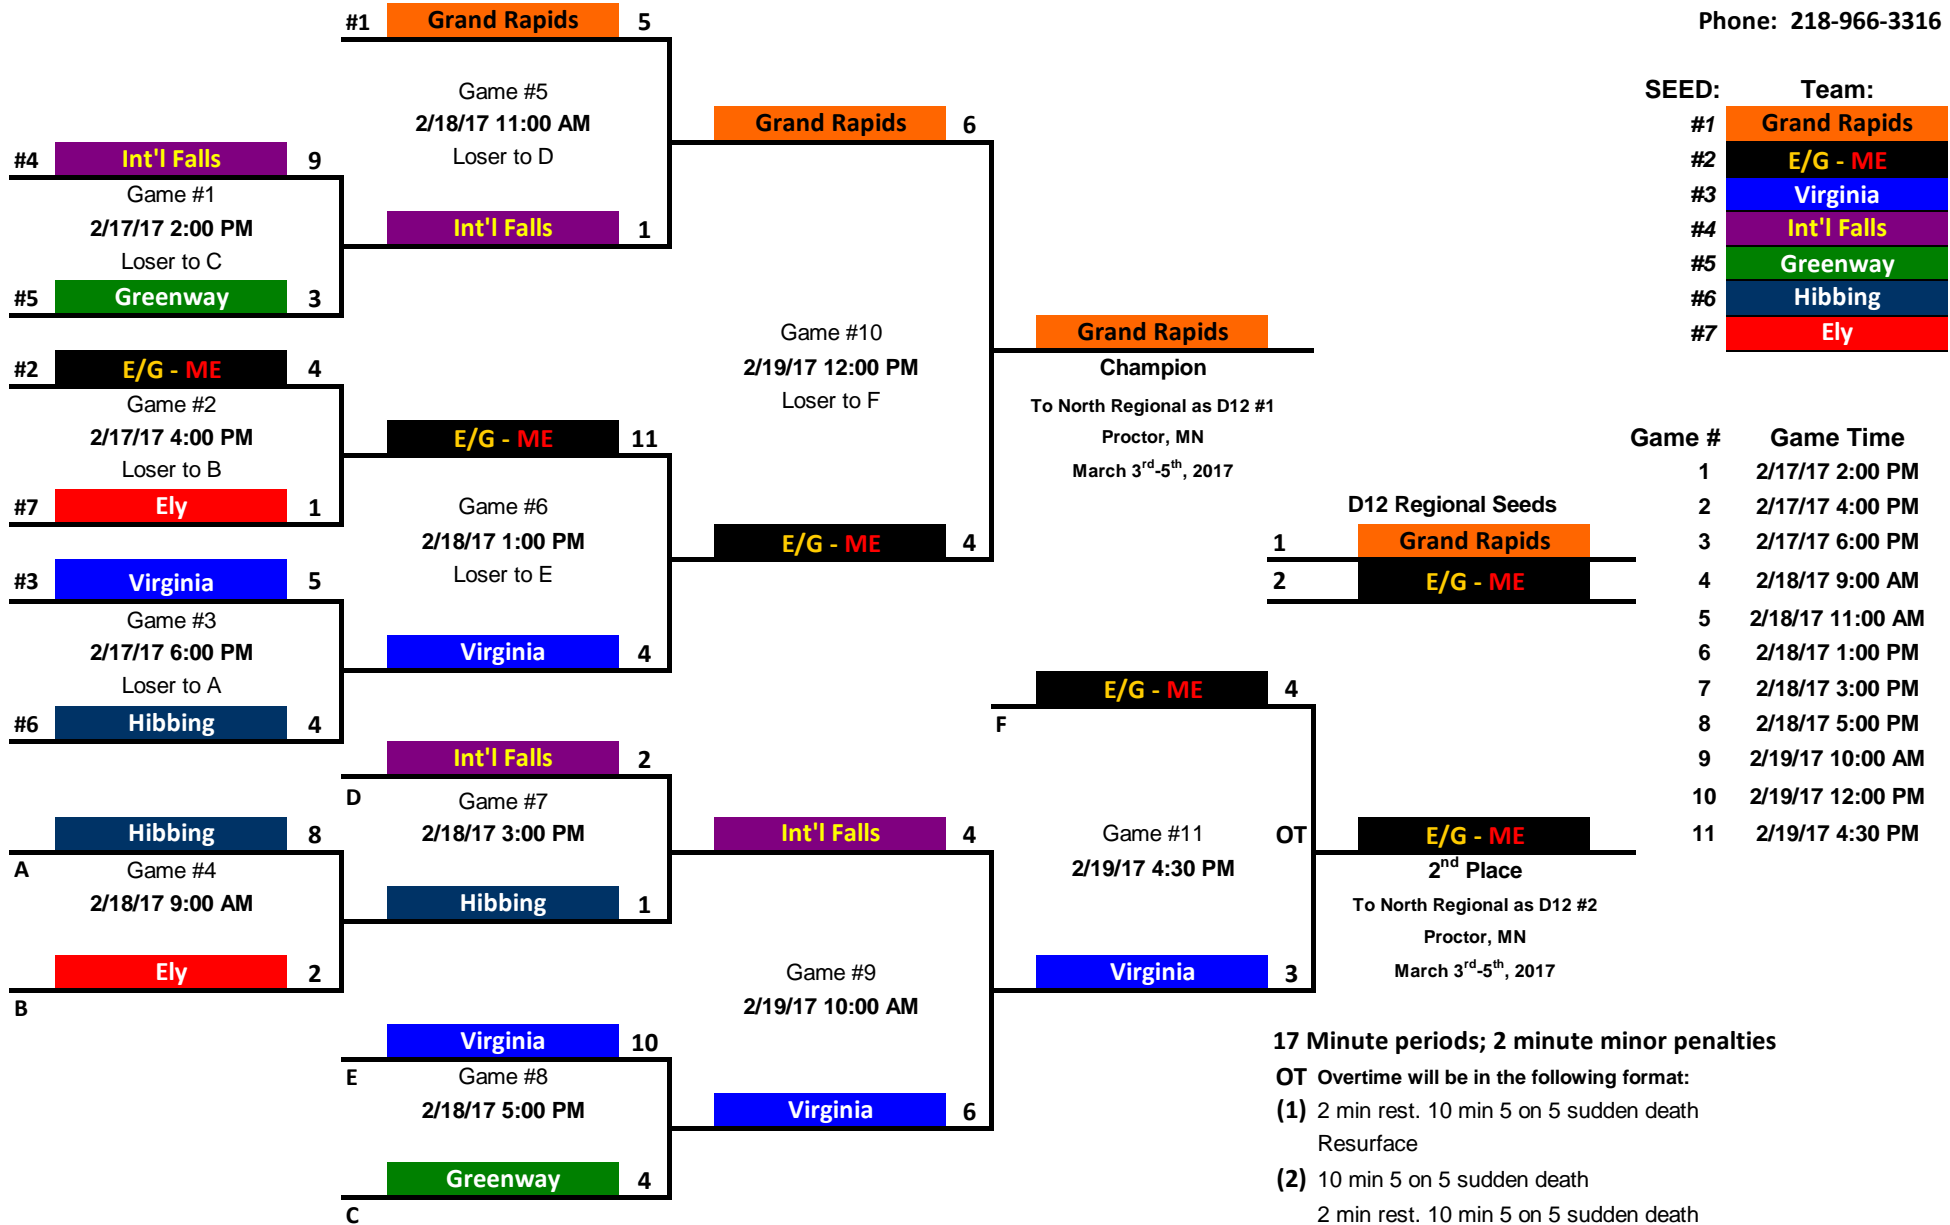 #1 Grand Rapids 5
Phone: 218-966-3316
Game #5
2/18/17 11:00 AM
Loser to D
#4 Int'l Falls 9
Game #1
2/17/17 2:00 PM
Loser to C
#5 Greenway 3
Int'l Falls 1
Grand Rapids 6
#2 E/G - ME 4
Game #2
2/17/17 4:00 PM
Loser to B
#7 Ely 1
E/G - ME 11
Game #6
2/18/17 1:00 PM
Loser to E
#3 Virginia 5
Game #3
2/17/17 6:00 PM
Loser to A
#6 Hibbing 4
Virginia 4
Game #10
2/19/17 12:00 PM
Loser to F
E/G - ME 4
Grand Rapids
Champion
To North Regional as D12 #1
Proctor, MN
March 3rd-5th, 2017
SEED: Team:
#1 Grand Rapids
#2 E/G - ME
#3 Virginia
#4 Int'l Falls
#5 Greenway
#6 Hibbing
#7 Ely
D12 Regional Seeds
1 Grand Rapids
2 E/G - ME
Game # Game Time
1 2/17/17 2:00 PM
2 2/17/17 4:00 PM
3 2/17/17 6:00 PM
4 2/18/17 9:00 AM
5 2/18/17 11:00 AM
6 2/18/17 1:00 PM
7 2/18/17 3:00 PM
8 2/18/17 5:00 PM
9 2/19/17 10:00 AM
10 2/19/17 12:00 PM
11 2/19/17 4:30 PM
Hibbing 8
A
Game #4
2/18/17 9:00 AM
Ely 2
B
Int'l Falls 2
D
Game #7
2/18/17 3:00 PM
Hibbing 1
Virginia 10
E
Game #8
2/18/17 5:00 PM
Greenway 4
C
Int'l Falls 4
Game #9
2/19/17 10:00 AM
Virginia 6
E/G - ME 4
F
Game #11 OT
2/19/17 4:30 PM
Virginia 3
E/G - ME
2nd Place
To North Regional as D12 #2
Proctor, MN
March 3rd-5th, 2017
17 Minute periods; 2 minute minor penalties
OT Overtime will be in the following format:
(1) 2 min rest. 10 min 5 on 5 sudden death
Resurface
(2) 10 min 5 on 5 sudden death
2 min rest. 10 min 5 on 5 sudden death